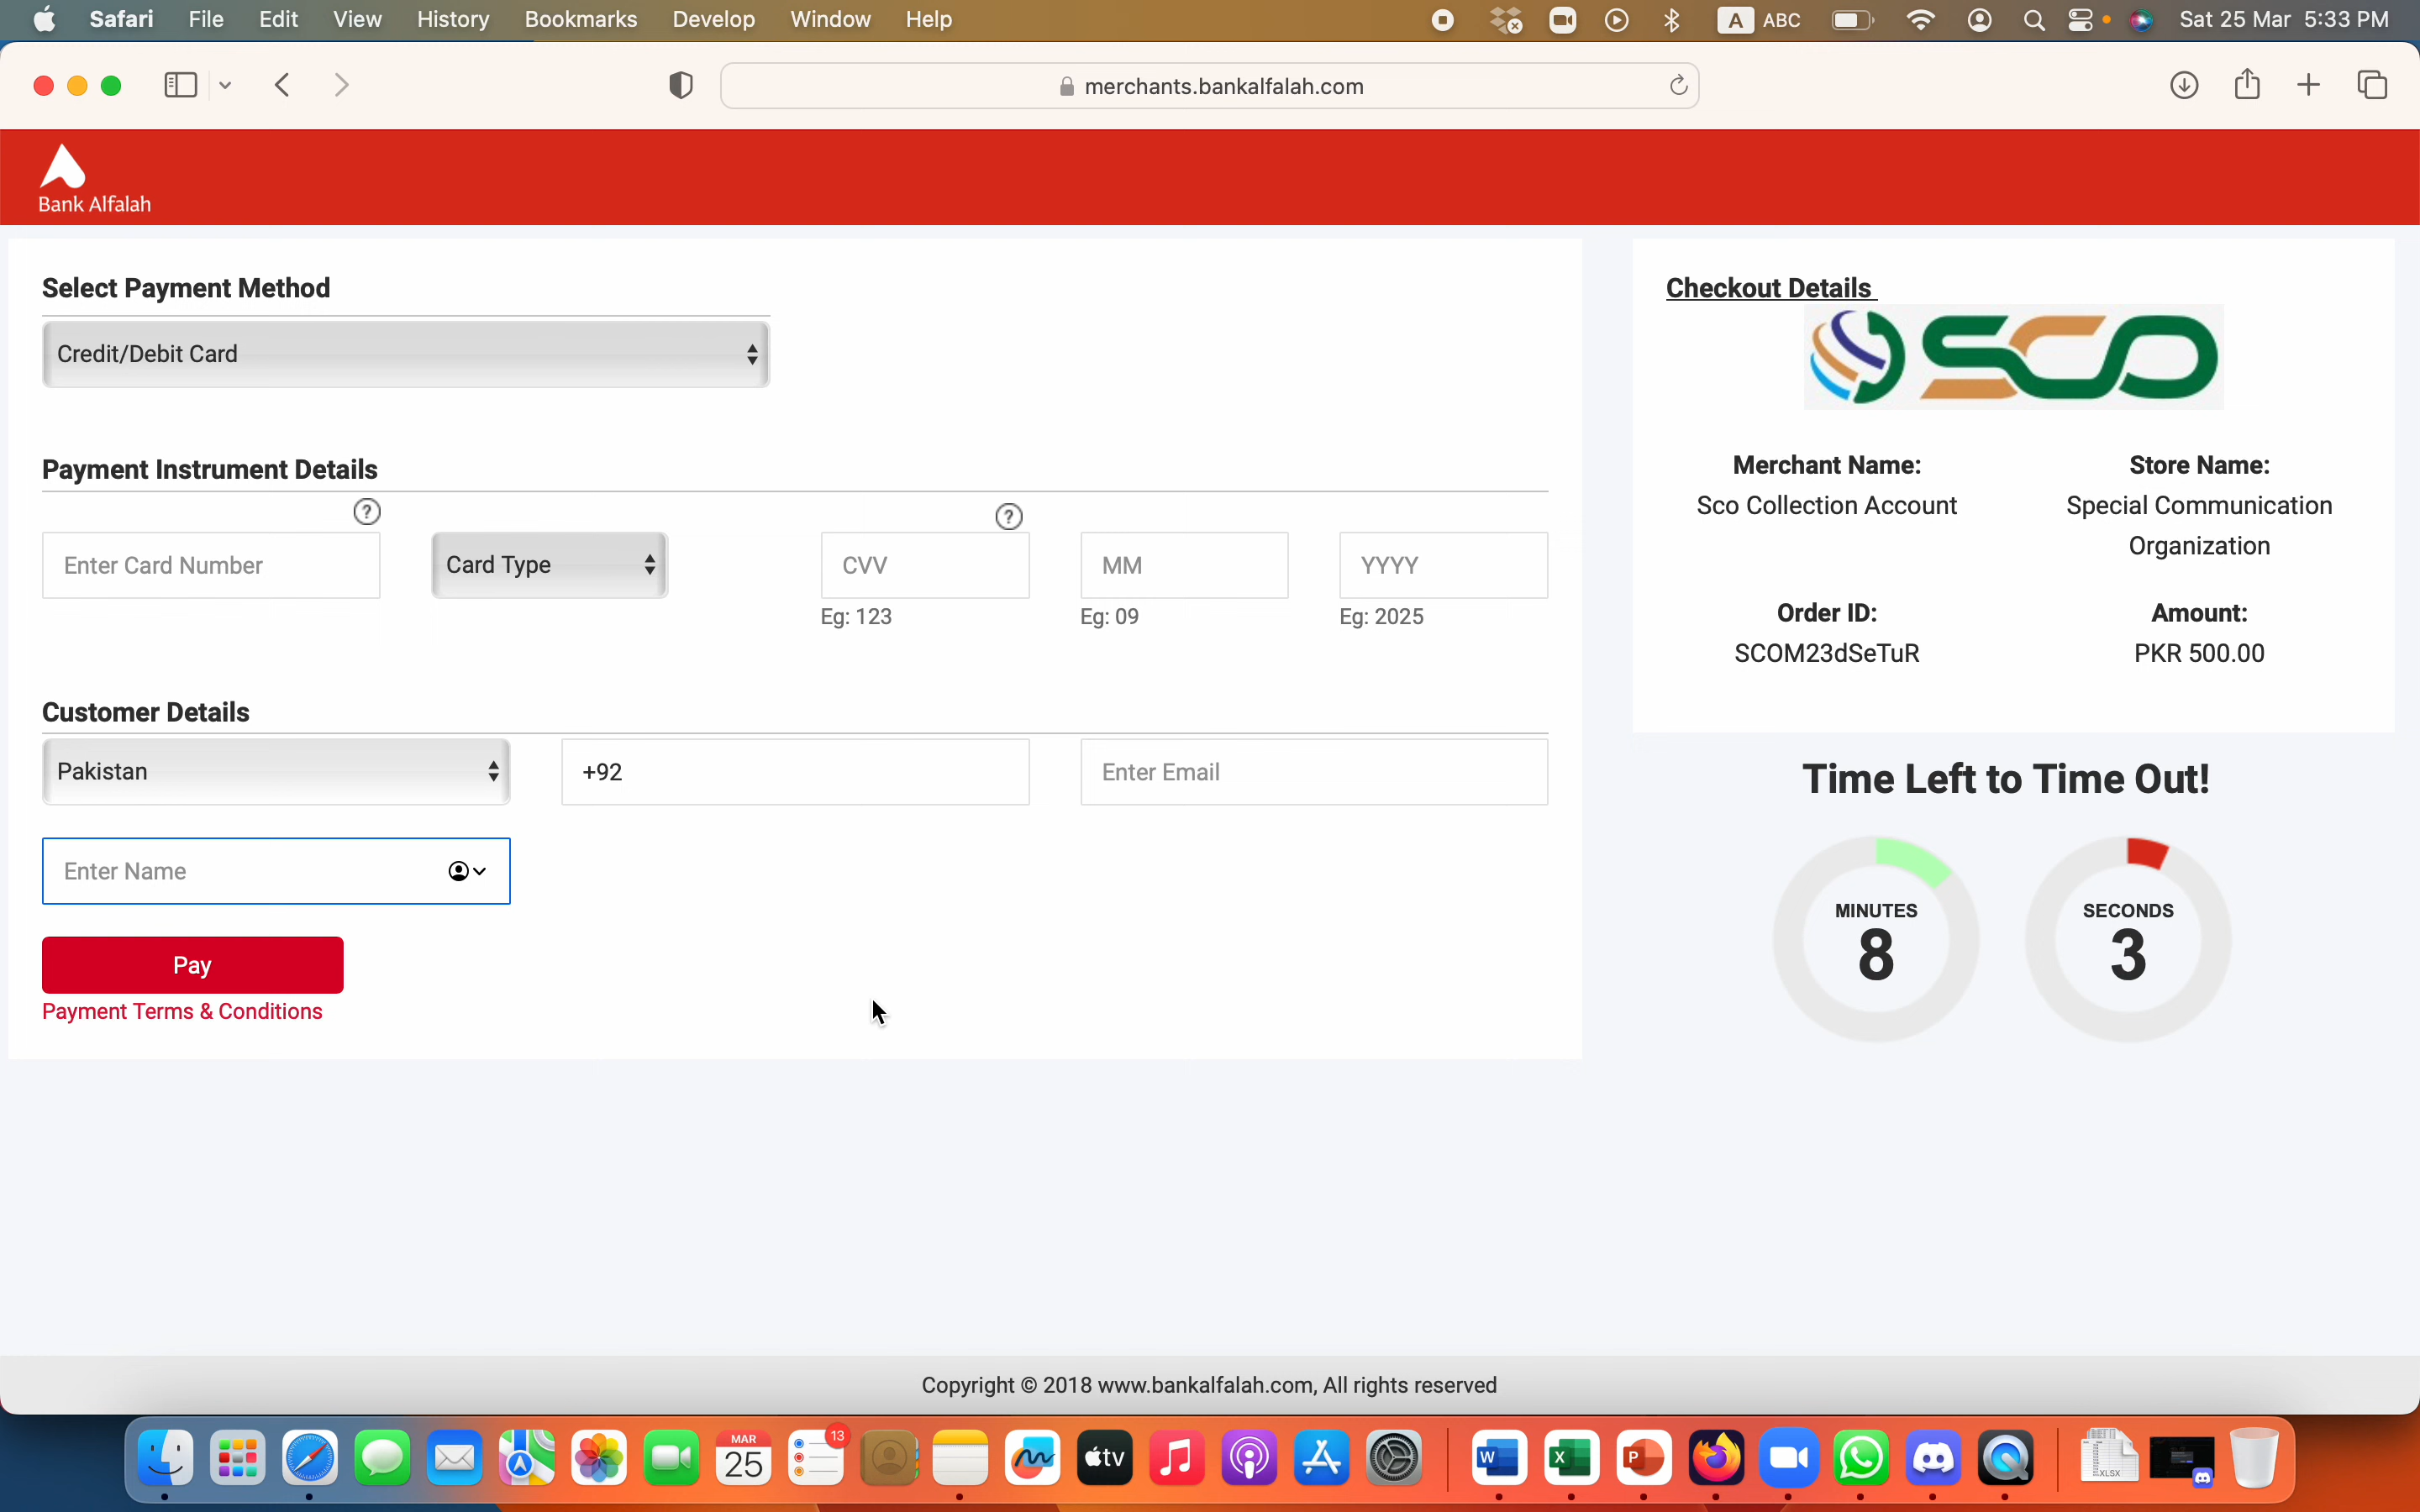 Safari File Edit View History Bookmarks Develop Window Help A ABC Sat 25 Mar 5:33 PM
merchants.bankalfalah.com
Bank Alfalah
Select Payment Method
Credit/Debit Card
Payment Instrument Details
?
?
Enter Card Number
Card Type
CVV
MM
YYYY
Eg: 123
Eg: 09
Eg: 2025
Customer Details
Pakistan
+92
Enter Email
Enter Name
Pay
Payment Terms & Conditions
Checkout Details
SCO
Merchant Name:
Sco Collection Account
Store Name:
Special Communication
Organization
Order ID:
SCOM23dSeTuR
Amount:
PKR 500.00
Time Left to Time Out!
MINUTES
8
SECONDS
3
Copyright © 2018 www.bankalfalah.com, All rights reserved
MAR
25
13
tv
W
X
P
XLSX